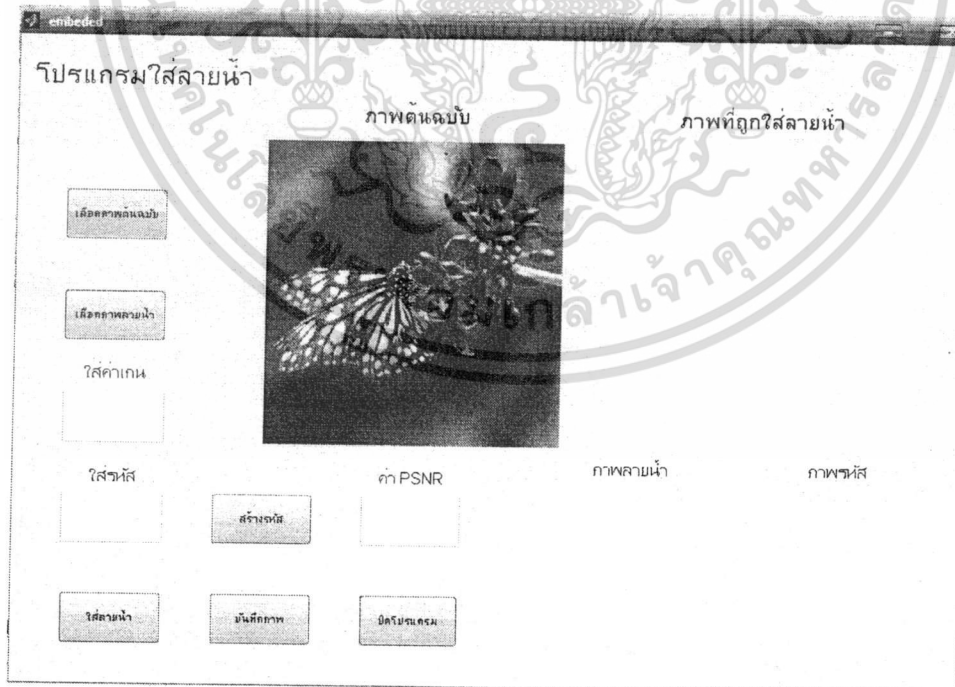 embeded
โปรแกรมใส่ลายน้ำ
ภาพต้นฉบับ
ภาพที่ถูกใส่ลายน้ำ
เลือกภาพต้นฉบับ
เลือกภาพลายน้ำ
ใส่ค่าเกน
ใส่รหัส
สร้างรหัส
ค่า PSNR
ภาพลายน้ำ
ภาพรหัส
ใส่ลายน้ำ
บันทึกภาพ
ปิดโปรแกรม